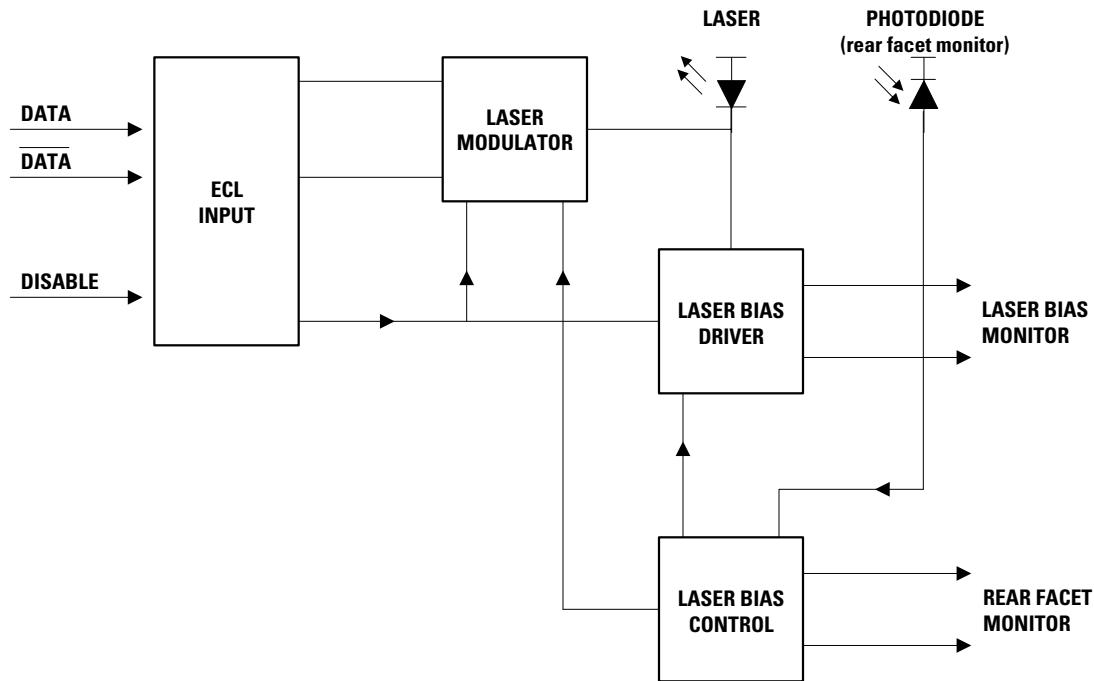 LASER
PHOTODIODE
(rear facet monitor)
DATA
D̅A̅T̅A̅
DISABLE
ECL
INPUT
LASER
MODULATOR
LASER BIAS
DRIVER
LASER BIAS
MONITOR
LASER BIAS
CONTROL
REAR FACET
MONITOR